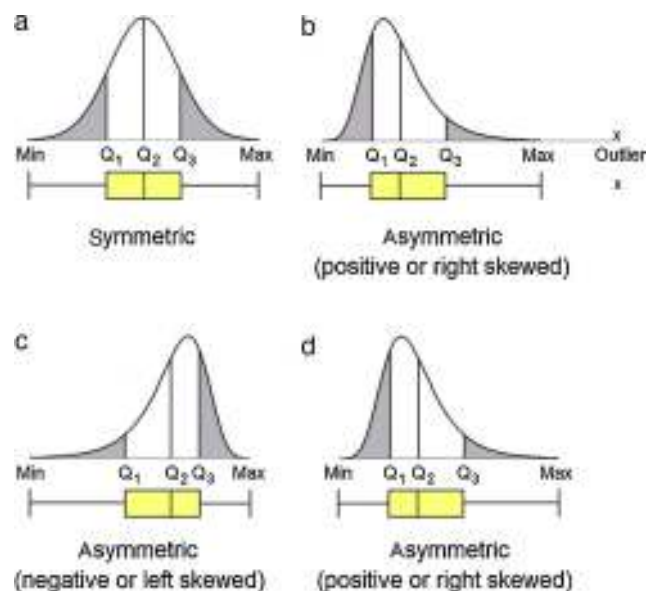 a
Min Q1 Q2 Q3 Max
Symmetric
b
x
Min Q1 Q2 Q3 Max Outlier
x
Asymmetric
(positive or right skewed)
c
Min Q1 Q2 Q3 Max
Asymmetric
(negative or left skewed)
d
Min Q1 Q2 Q3 Max
Asymmetric
(positive or right skewed)